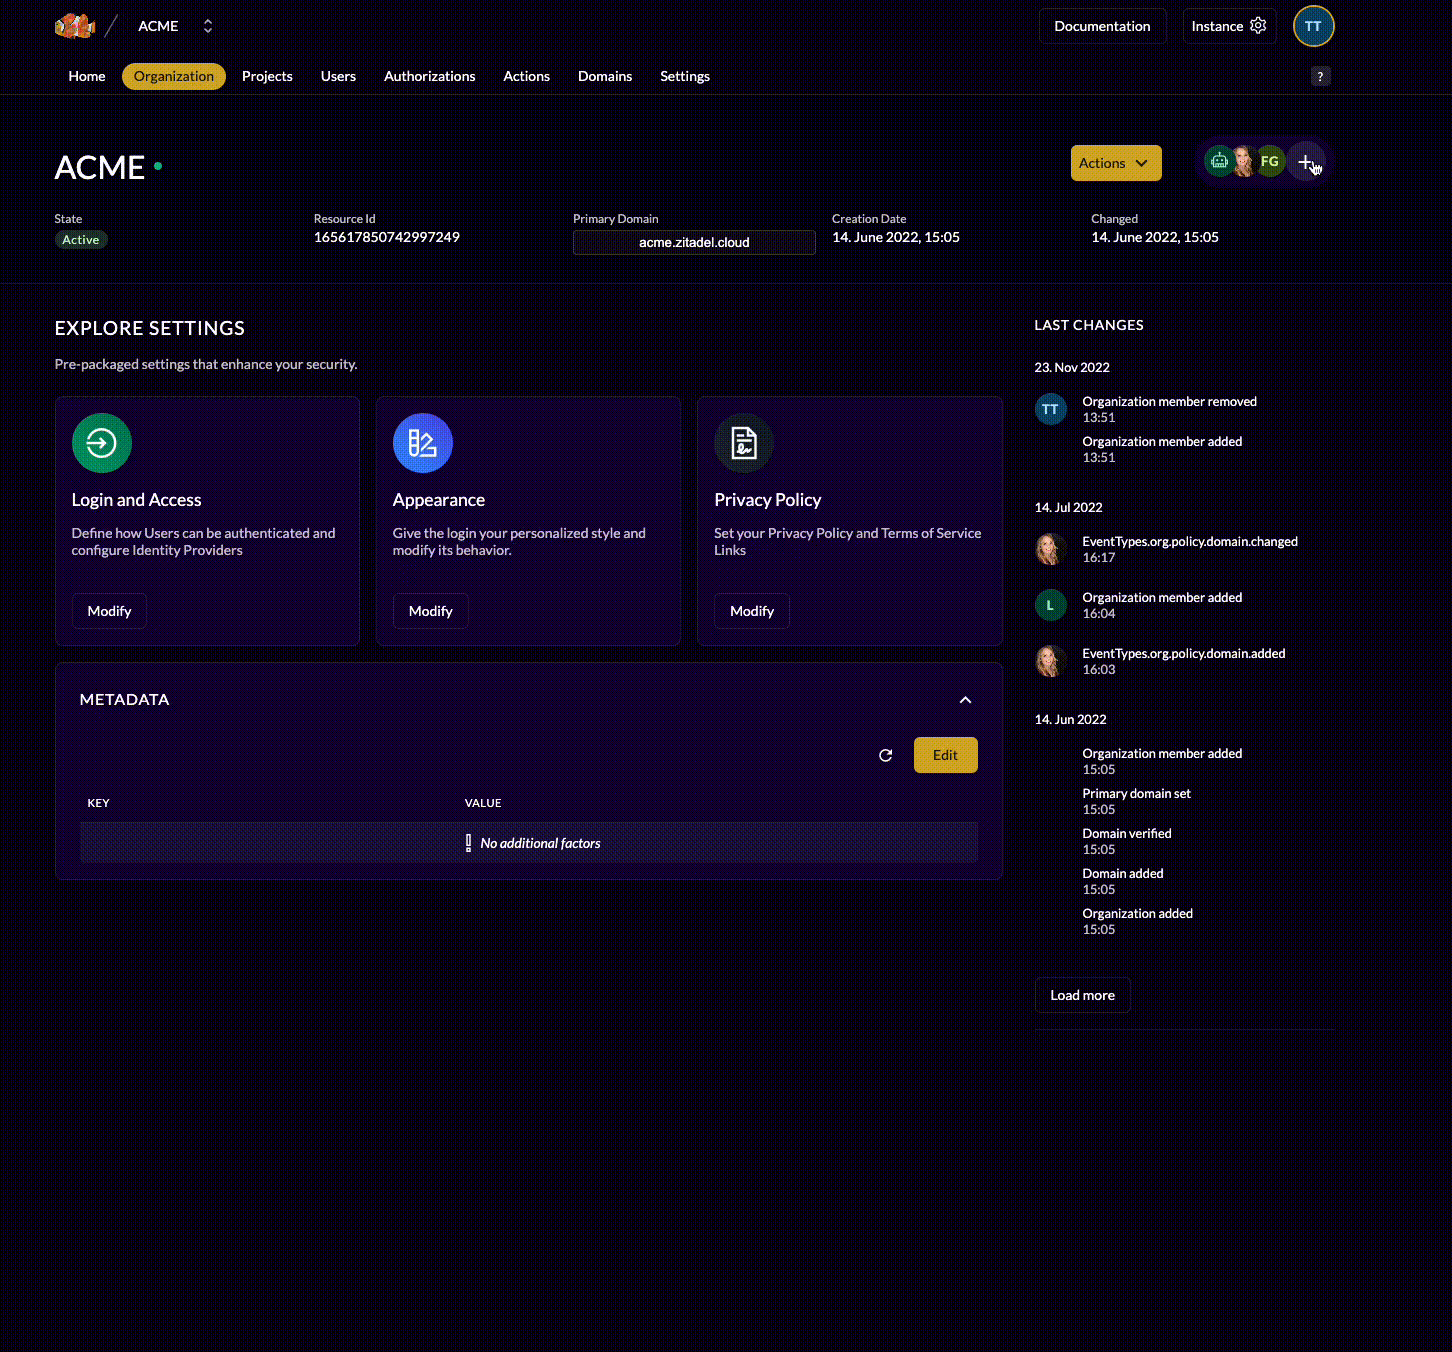 ACME
Documentation
Instance
TT
Home
Organization
Projects
Users
Authorizations
Actions
Domains
Settings
?
ACME
Actions
FG
State
Active
Resource Id
165617850742997249
Primary Domain
acme.zitadel.cloud
Creation Date
14. June 2022, 15:05
Changed
14. June 2022, 15:05
EXPLORE SETTINGS
Pre-packaged settings that enhance your security.
Login and Access
Define how Users can be authenticated and
configure Identity Providers
Modify
Appearance
Give the login your personalized style and
modify its behavior.
Modify
Privacy Policy
Set your Privacy Policy and Terms of Service
Links
Modify
METADATA
Edit
KEY
VALUE
No additional factors
LAST CHANGES
23. Nov 2022
TT
Organization member removed
13:51
Organization member added
13:51
14. Jul 2022
EventTypes.org.policy.domain.changed
16:17
L
Organization member added
16:04
EventTypes.org.policy.domain.added
16:03
14. Jun 2022
Organization member added
15:05
Primary domain set
15:05
Domain verified
15:05
Domain added
15:05
Organization added
15:05
Load more